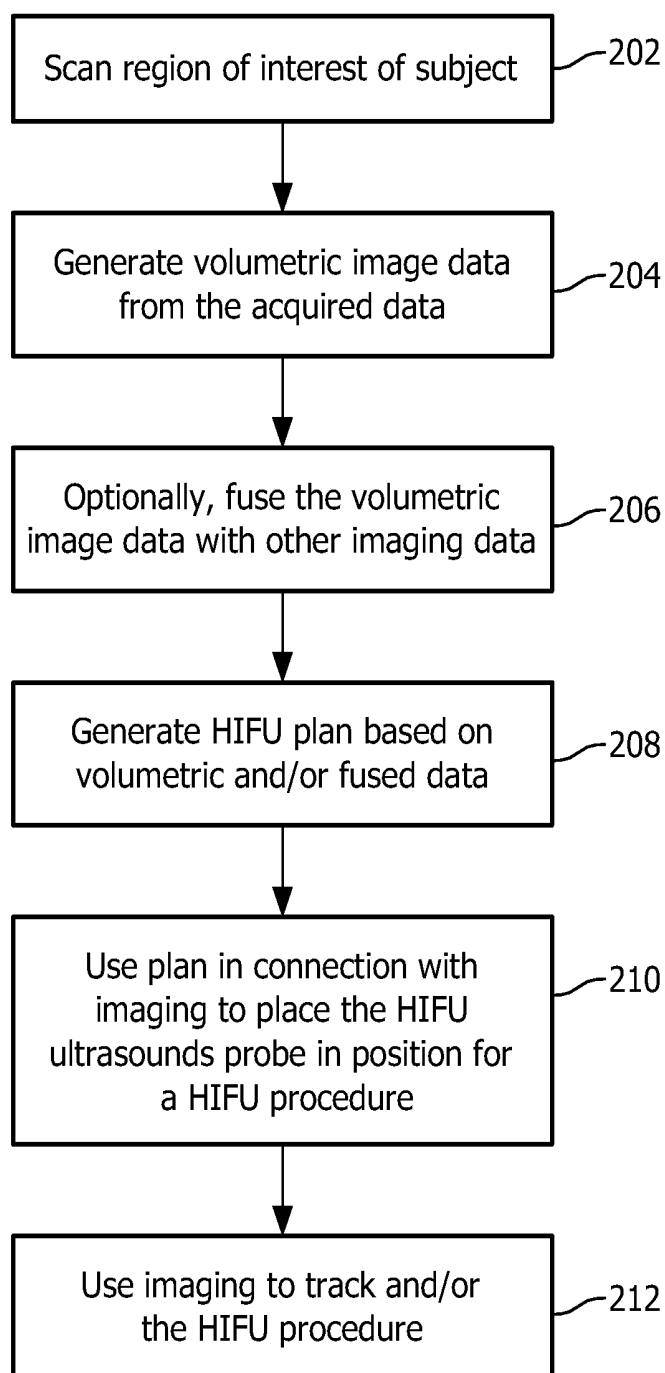 Scan region of interest of subject
202
Generate volumetric image data
from the acquired data
204
Optionally, fuse the volumetric
image data with other imaging data
206
Generate HIFU plan based on
volumetric and/or fused data
208
Use plan in connection with
imaging to place the HIFU
ultrasounds probe in position for
a HIFU procedure
210
Use imaging to track and/or
the HIFU procedure
212